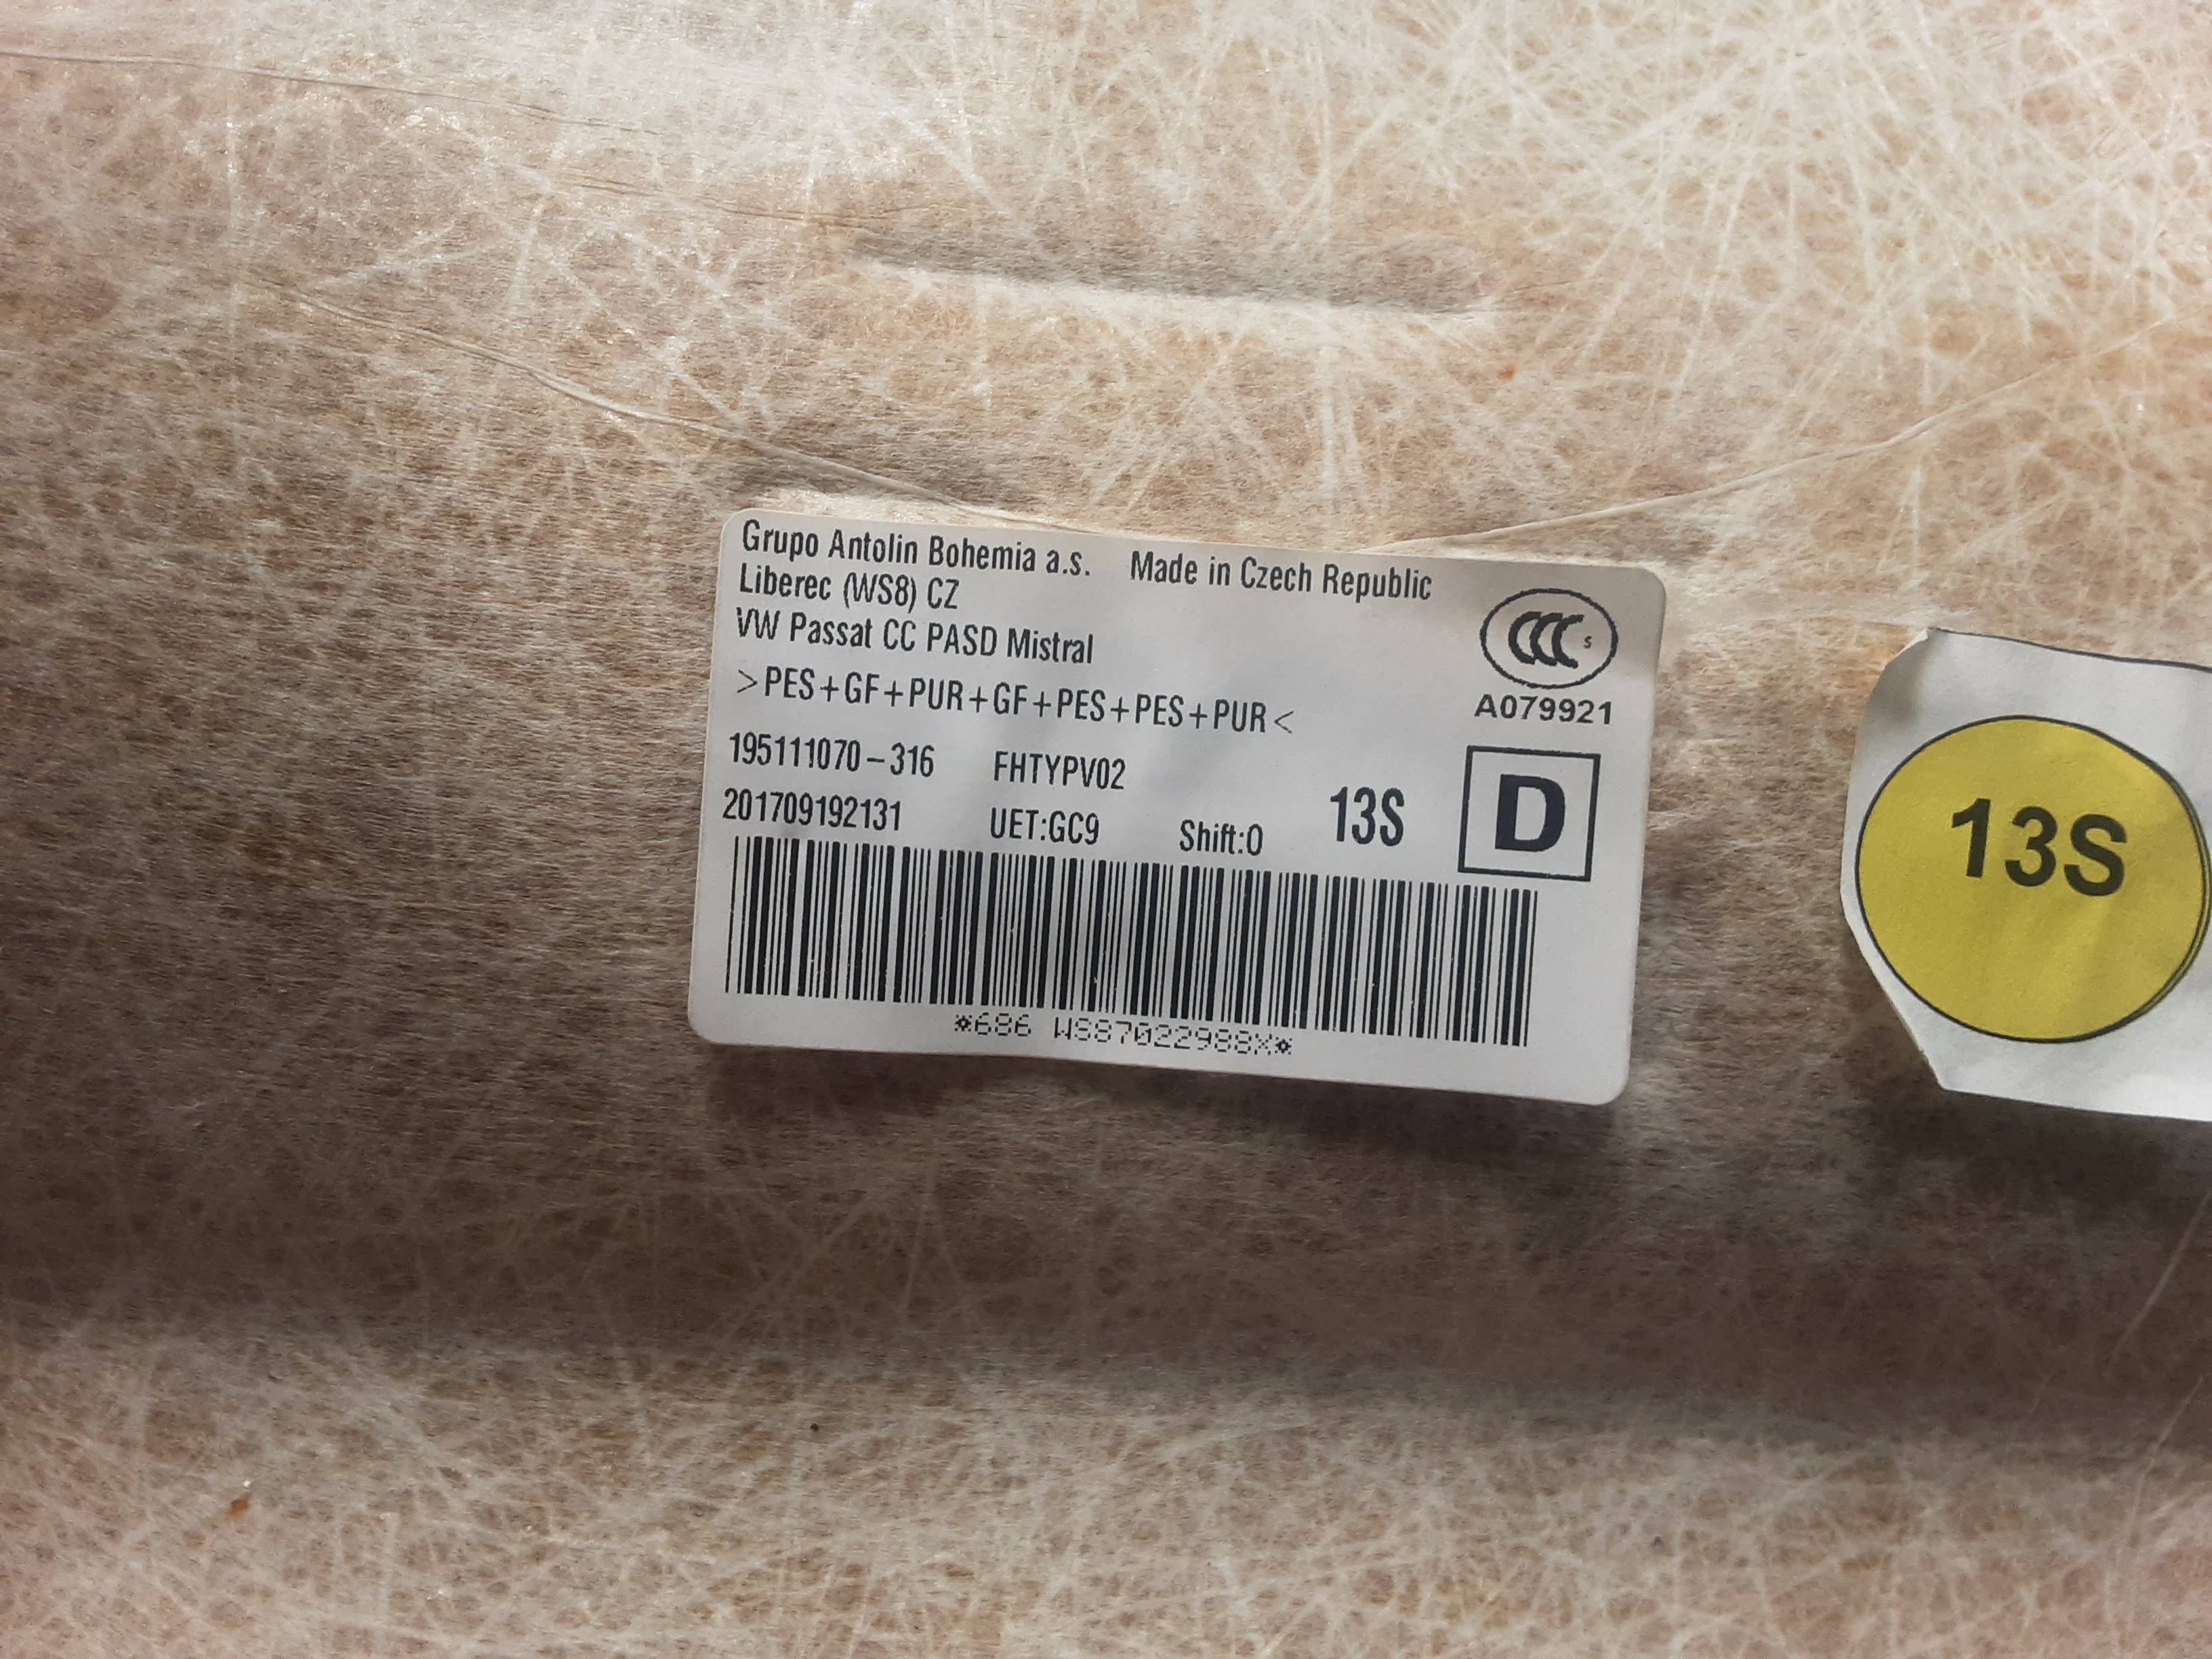 Grupo Antolin Bohemia a.s. Made in Czech Republic
Liberec (WS8) CZ
VW Passat CC PASD Mistral
CCC S
A079921
>PES+GF+PUR+GF+PES+PES+PUR<
195111070-316 FHTYPV02
201709192131 UET:GC9 Shift:0 13S D
*686 WS87022988X*
13S